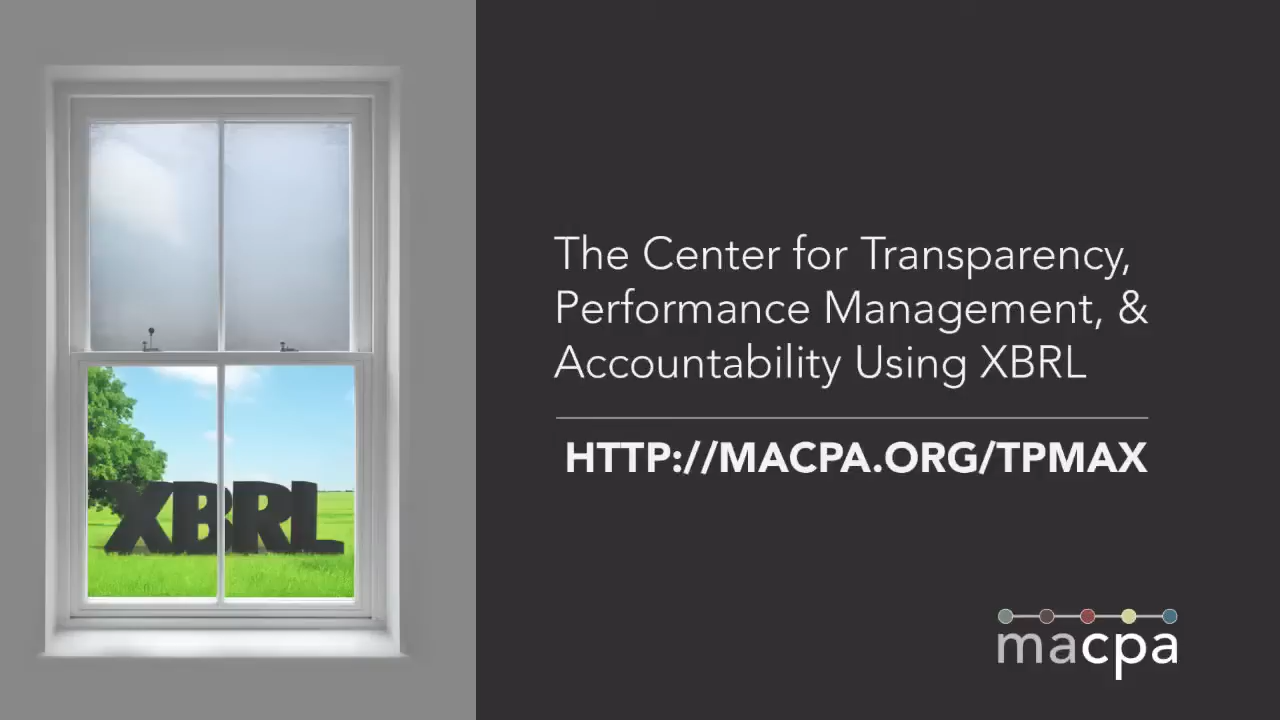 XBRL
The Center for Transparency,
Performance Management, &
Accountability Using XBRL
HTTP://MACPA.ORG/TPMAX
macpa